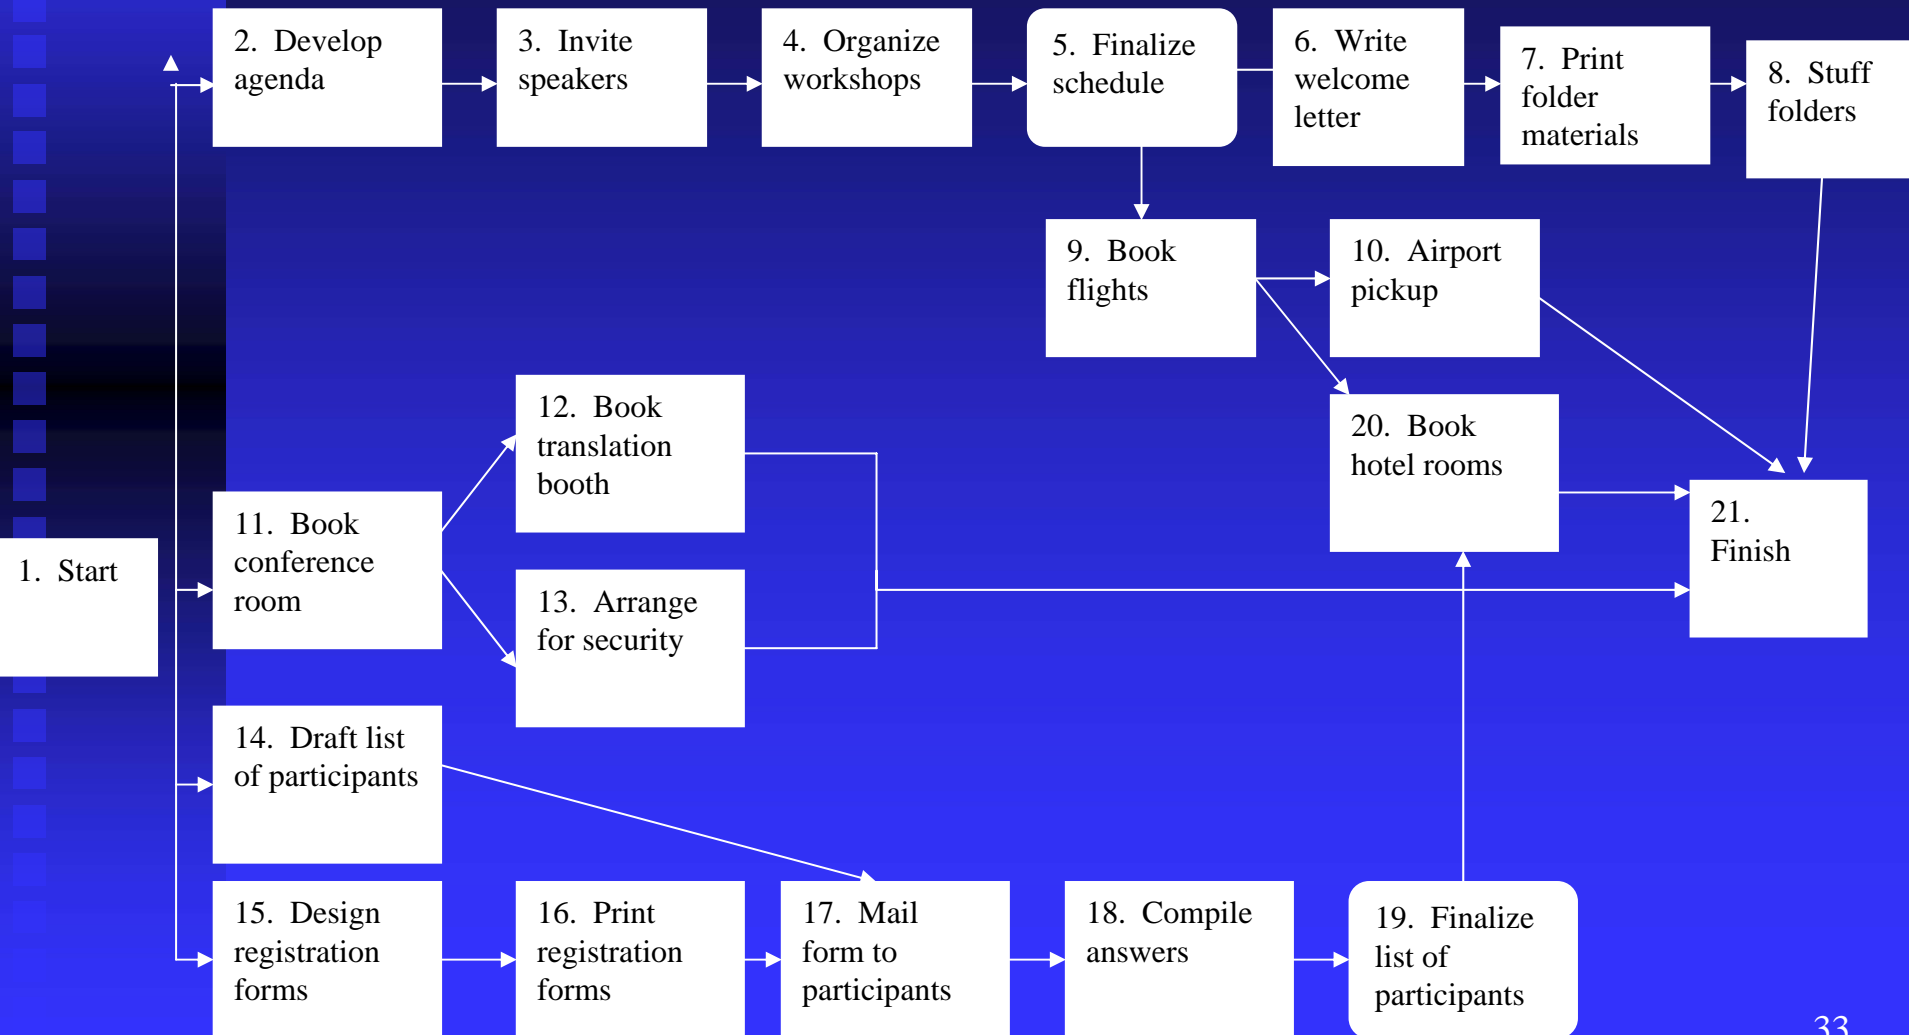 2. Develop
agenda
3. Invite
speakers
4. Organize
workshops
5. Finalize
schedule
6. Write
welcome
letter
7. Print
folder
materials
8. Stuff
folders
9. Book
flights
10. Airport
pickup
11. Book
conference
room
12. Book
translation
booth
13. Arrange
for security
20. Book
hotel rooms
21.
Finish
1. Start
14. Draft list
of participants
15. Design
registration
forms
16. Print
registration
forms
17. Mail
form to
participants
18. Compile
answers
19. Finalize
list of
participants
33